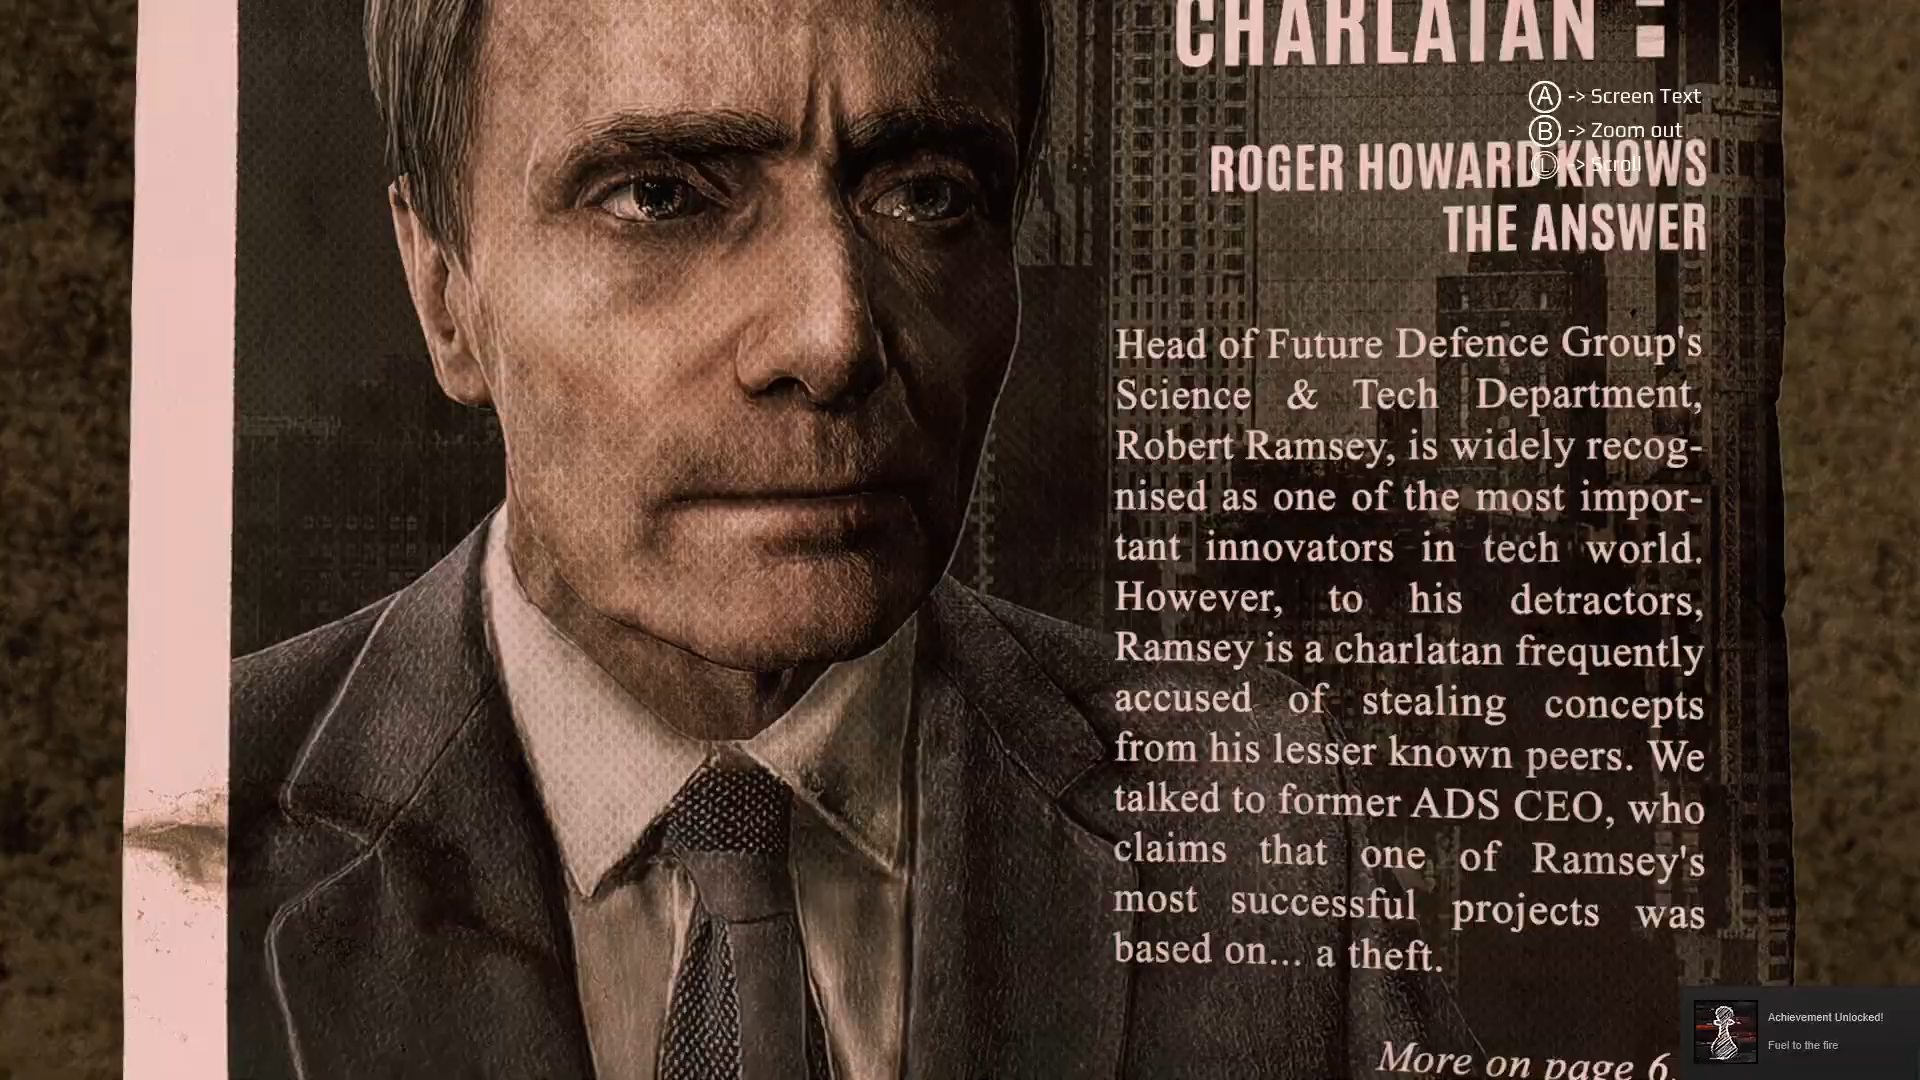 CHARLATAN
A -> Screen Text
B -> Zoom out
L -> Scroll
ROGER HOWARD KNOWS
THE ANSWER
Head of Future Defence Group's
Science & Tech Department,
Robert Ramsey, is widely recog-
nised as one of the most impor-
tant innovators in tech world.
However, to his detractors,
Ramsey is a charlatan frequently
accused of stealing concepts
from his lesser known peers. We
talked to former ADS CEO, who
claims that one of Ramsey's
most successful projects was
based on... a theft.
More on page 6.
Achievement Unlocked!
Fuel to the fire